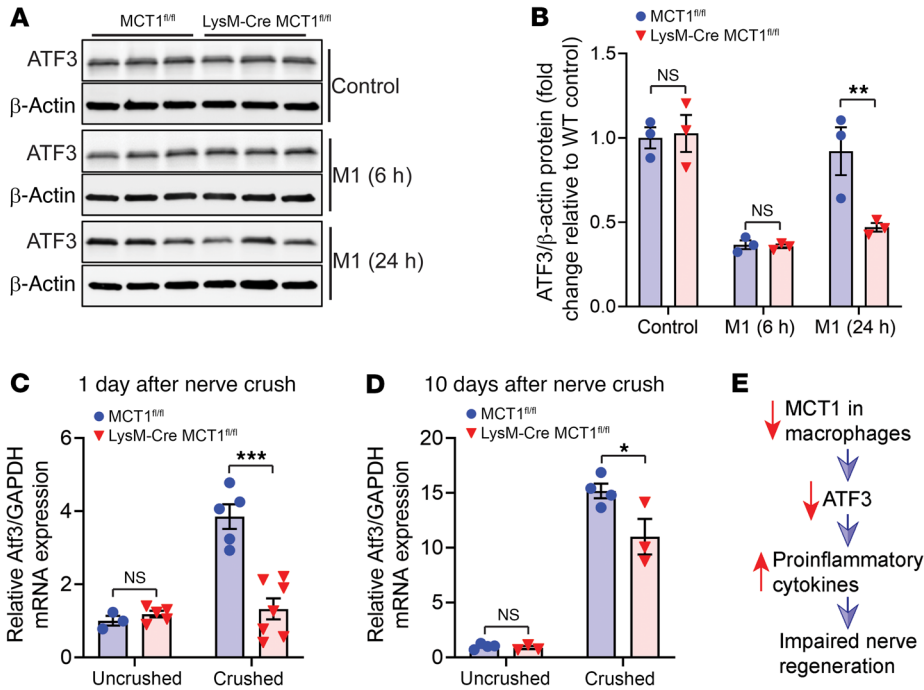 A
MCT1fl/fl LysM-Cre MCT1fl/fl
ATF3
β-Actin
Control
ATF3
β-Actin
M1 (6 h)
ATF3
β-Actin
M1 (24 h)
B
MCT1fl/fl
LysM-Cre MCT1fl/fl
ATF3/β-actin protein (fold
change relative to WT control)
1.5
1.0
0.5
0.0
NS
NS
**
Control M1 (6 h) M1 (24 h)
C 1 day after nerve crush
MCT1fl/fl
LysM-Cre MCT1fl/fl
Relative Atf3/GAPDH
mRNA expression
6
4
2
0
NS
***
Uncrushed Crushed
D 10 days after nerve crush
MCT1fl/fl
LysM-Cre MCT1fl/fl
Relative Atf3/GAPDH
mRNA expression
20
15
10
5
0
NS
*
Uncrushed Crushed
E
MCT1 in
macrophages
ATF3
Proinflammatory
cytokines
Impaired nerve
regeneration